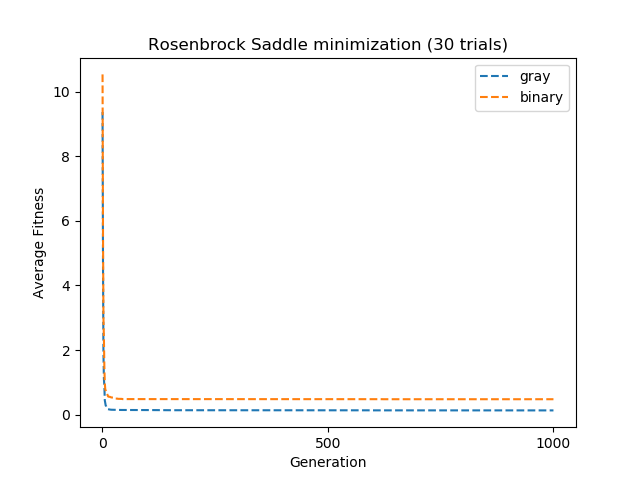 Rosenbrock Saddle minimization (30 trials)
gray
binary
10
8
6
4
2
0
Average Fitness
0
500
1000
Generation